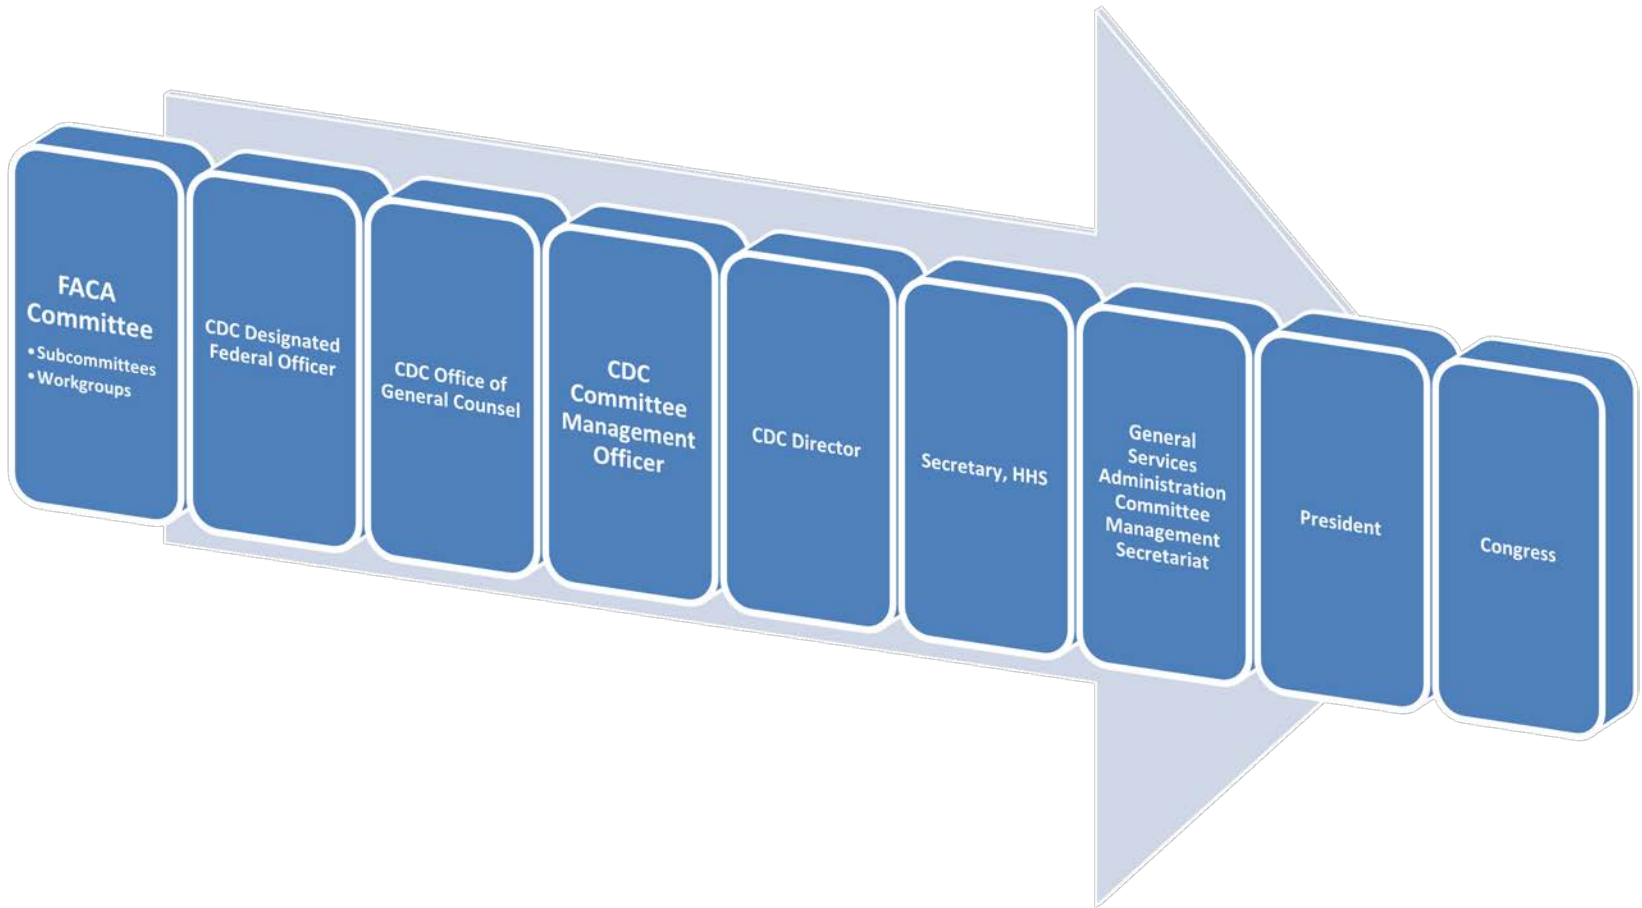 FACA
Committee
•Subcommittees
•Workgroups
CDC Designated
Federal Officer
CDC Office of
General Counsel
CDC
Committee
Management
Officer
CDC Director
Secretary, HHS
General
Services
Administration
Committee
Management
Secretariat
President
Congress